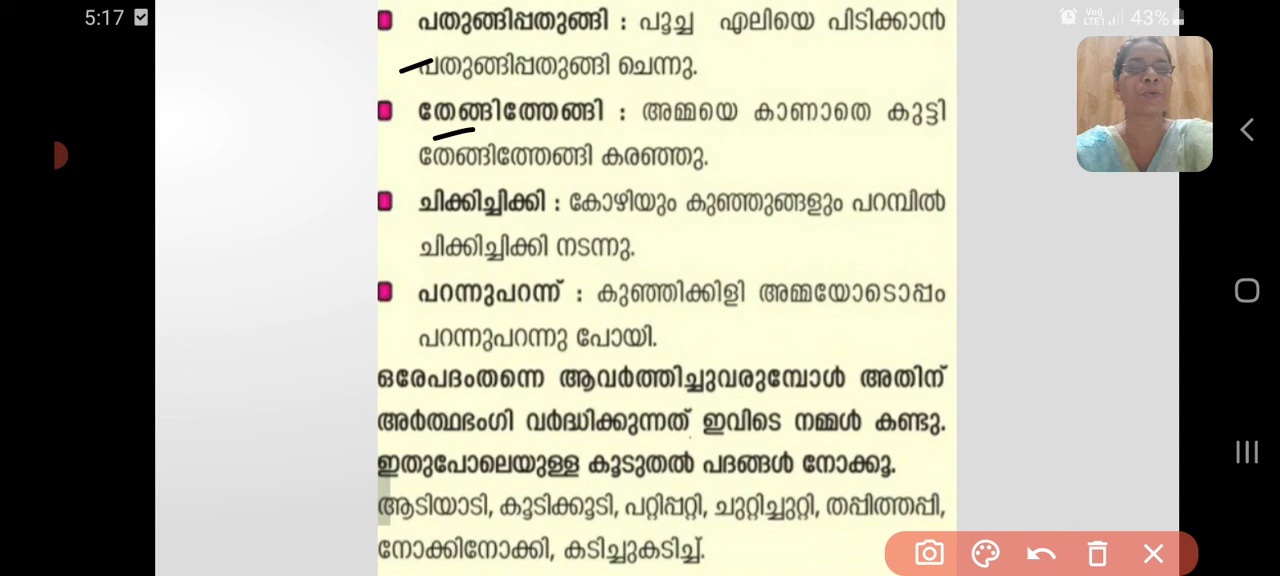 5:17
Vo))
LTE1
43%
പതുങ്ങിപ്പതുങ്ങി : പൂച്ച എലിയെ പിടിക്കാൻ
പതുങ്ങിപ്പതുങ്ങി ചെന്നു.
തേങ്ങിത്തേങ്ങി : അമ്മയെ കാണാതെ കുട്ടി
തേങ്ങിത്തേങ്ങി കരഞ്ഞു.
ചിക്കിച്ചിക്കി : കോഴിയും കുഞ്ഞുങ്ങളും പറമ്പിൽ
ചിക്കിച്ചിക്കി നടന്നു.
പറന്നുപറന്ന് : കുഞ്ഞിക്കിളി അമ്മയോടൊപ്പം
പറന്നുപറന്നു പോയി.
ഒരേപദംതന്നെ ആവർത്തിച്ചുവരുമ്പോൾ അതിന്
അർത്ഥഭംഗി വർദ്ധിക്കുന്നത് ഇവിടെ നമ്മൾ കണ്ടു.
ഇതുപോലെയുള്ള കൂടുതൽ പദങ്ങൾ നോക്കൂ.
ആടിയാടി, കൂടിക്കൂടി, പറ്റിപ്പറ്റി, ചുറ്റിച്ചുറ്റി, തപ്പിത്തപ്പി,
നോക്കിനോക്കി, കടിച്ചുകടിച്ച്.